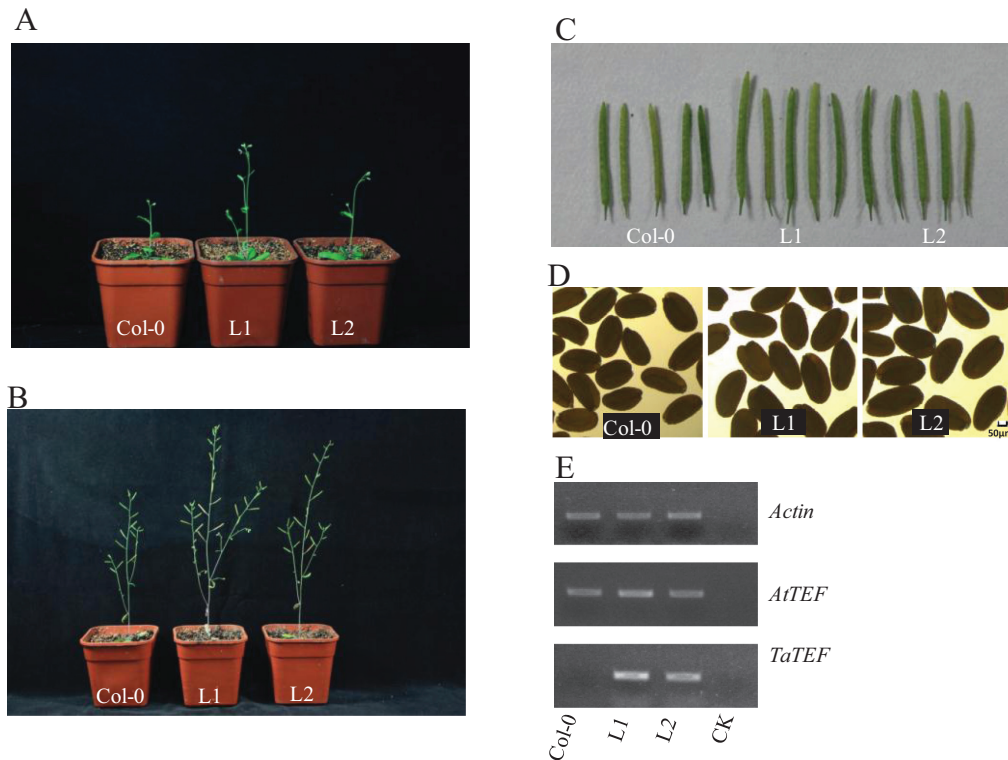 A
Col-0 L1 L2
B
Col-0 L1 L2
C
Col-0 L1 L2
D
Col-0 L1 L2 50μm
E
Actin
AtTEF
TaTEF
Col-0 L1 L2 CK